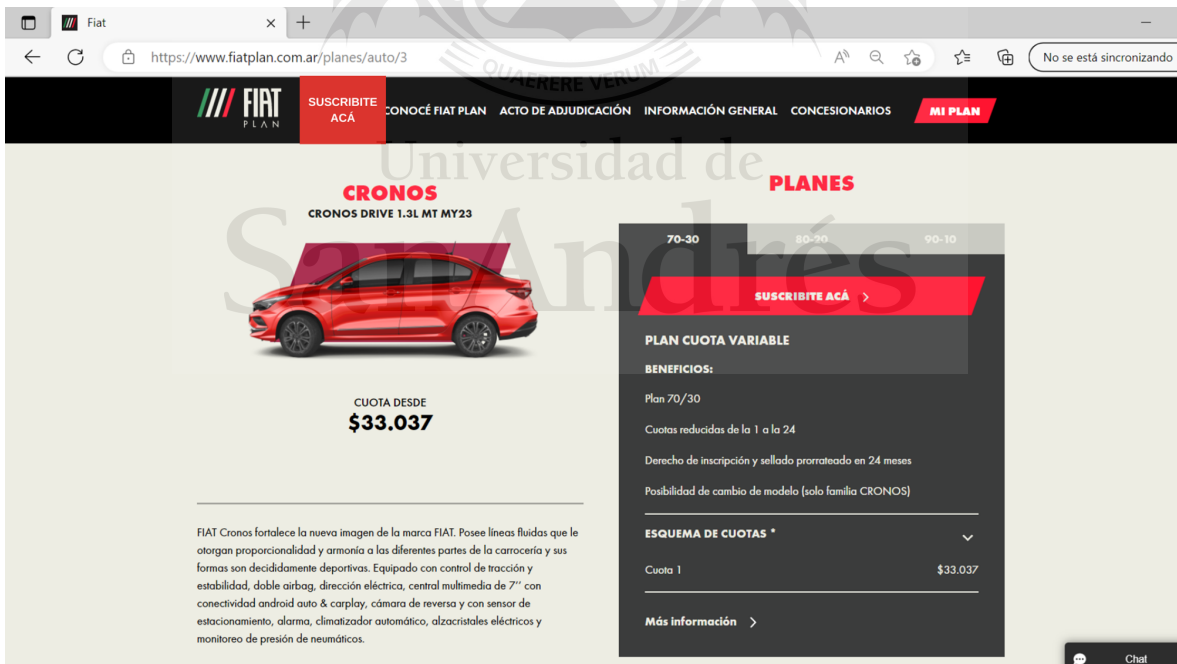 Fiat
https://www.fiatplan.com.ar/planes/auto/3
No se está sincronizando
QUAERERE VERUM
FIAT
PLAN
SUSCRIBITE
ACÁ
CONOCÉ FIAT PLAN
ACTO DE ADJUDICACIÓN
INFORMACIÓN GENERAL
CONCESIONARIOS
MI PLAN
Universidad de
SanAndrés
CRONOS
CRONOS DRIVE 1.3L MT MY23
CUOTA DESDE
$33.037
FIAT Cronos fortalece la nueva imagen de la marca FIAT. Posee líneas fluidas que le
otorgan proporcionalidad y armonía a las diferentes partes de la carrocería y sus
formas son decididamente deportivas. Equipado con control de tracción y
estabilidad, doble airbag, dirección eléctrica, central multimedia de 7’’ con
conectividad android auto & carplay, cámara de reversa y con sensor de
estacionamiento, alarma, climatizador automático, alzacristales eléctricos y
monitoreo de presión de neumáticos.
PLANES
70-30
80-20
90-10
SUSCRIBITE ACÁ
PLAN CUOTA VARIABLE
BENEFICIOS:
Plan 70/30
Cuotas reducidas de la 1 a la 24
Derecho de inscripción y sellado prorrateado en 24 meses
Posibilidad de cambio de modelo (solo familia CRONOS)
ESQUEMA DE CUOTAS *
Cuota 1 $33.037
Más información
Chat